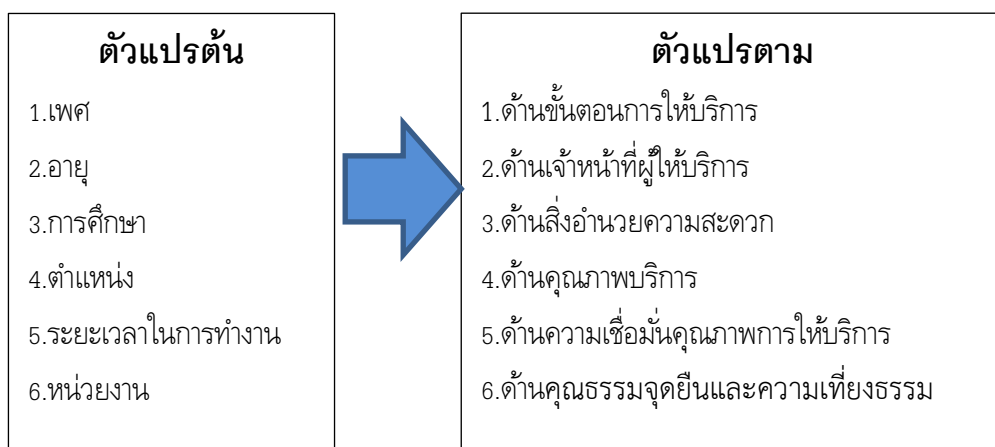 ตัวแปรต้น
1.เพศ
2.อายุ
3.การศึกษา
4.ตำแหน่ง
5.ระยะเวลาในการทำงาน
6.หน่วยงาน
ตัวแปรตาม
1.ด้านขั้นตอนการให้บริการ
2.ด้านเจ้าหน้าที่ผู้ให้บริการ
3.ด้านสิ่งอำนวยความสะดวก
4.ด้านคุณภาพบริการ
5.ด้านความเชื่อมั่นคุณภาพการให้บริการ
6.ด้านคุณธรรมจุดยืนและความเที่ยงธรรม